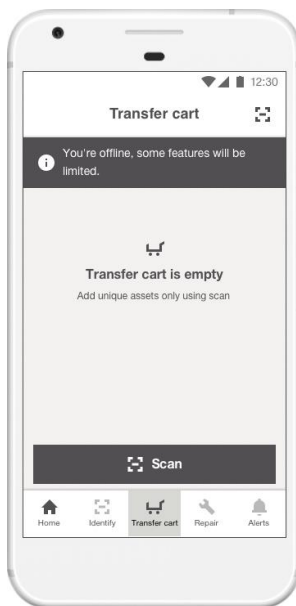 12:30
Transfer cart
You're offline, some features will be
limited.
Transfer cart is empty
Add unique assets only using scan
Scan
Home Identify Transfer cart Repair Alerts